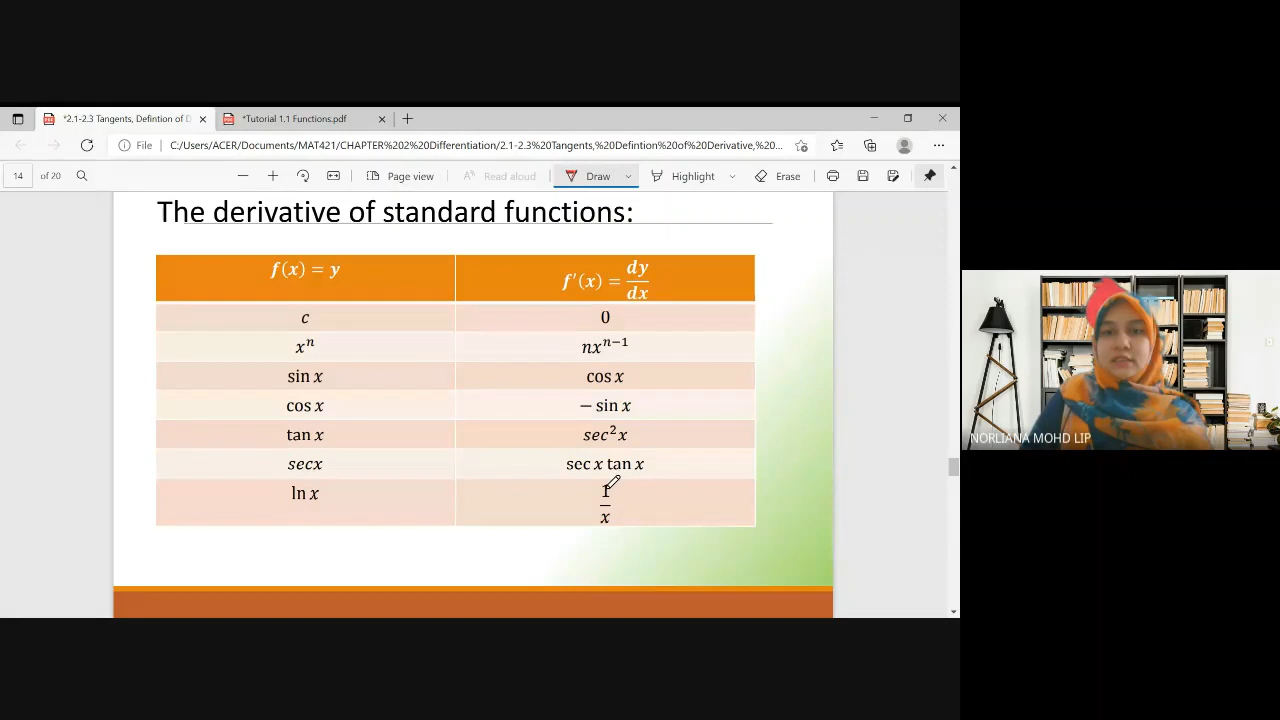 *2.1-2.3 Tangents, Defintion of D
*Tutorial 1.1 Functions.pdf
File
C:/Users/ACER/Documents/MAT421/CHAPTER%202%20Differentiation/2.1-2.3%20Tangents,%20Defintion%20of%20Derivative,%20...
14 of 20
Page view
Read aloud
Draw
Highlight
Erase
The derivative of standard functions:
f(x) = y f′(x) = dy/dx
c 0
xⁿ nxⁿ⁻¹
sin x cos x
cos x − sin x
tan x sec²x
secx sec x tan x
ln x 1/x
NORLIANA MOHD LIP